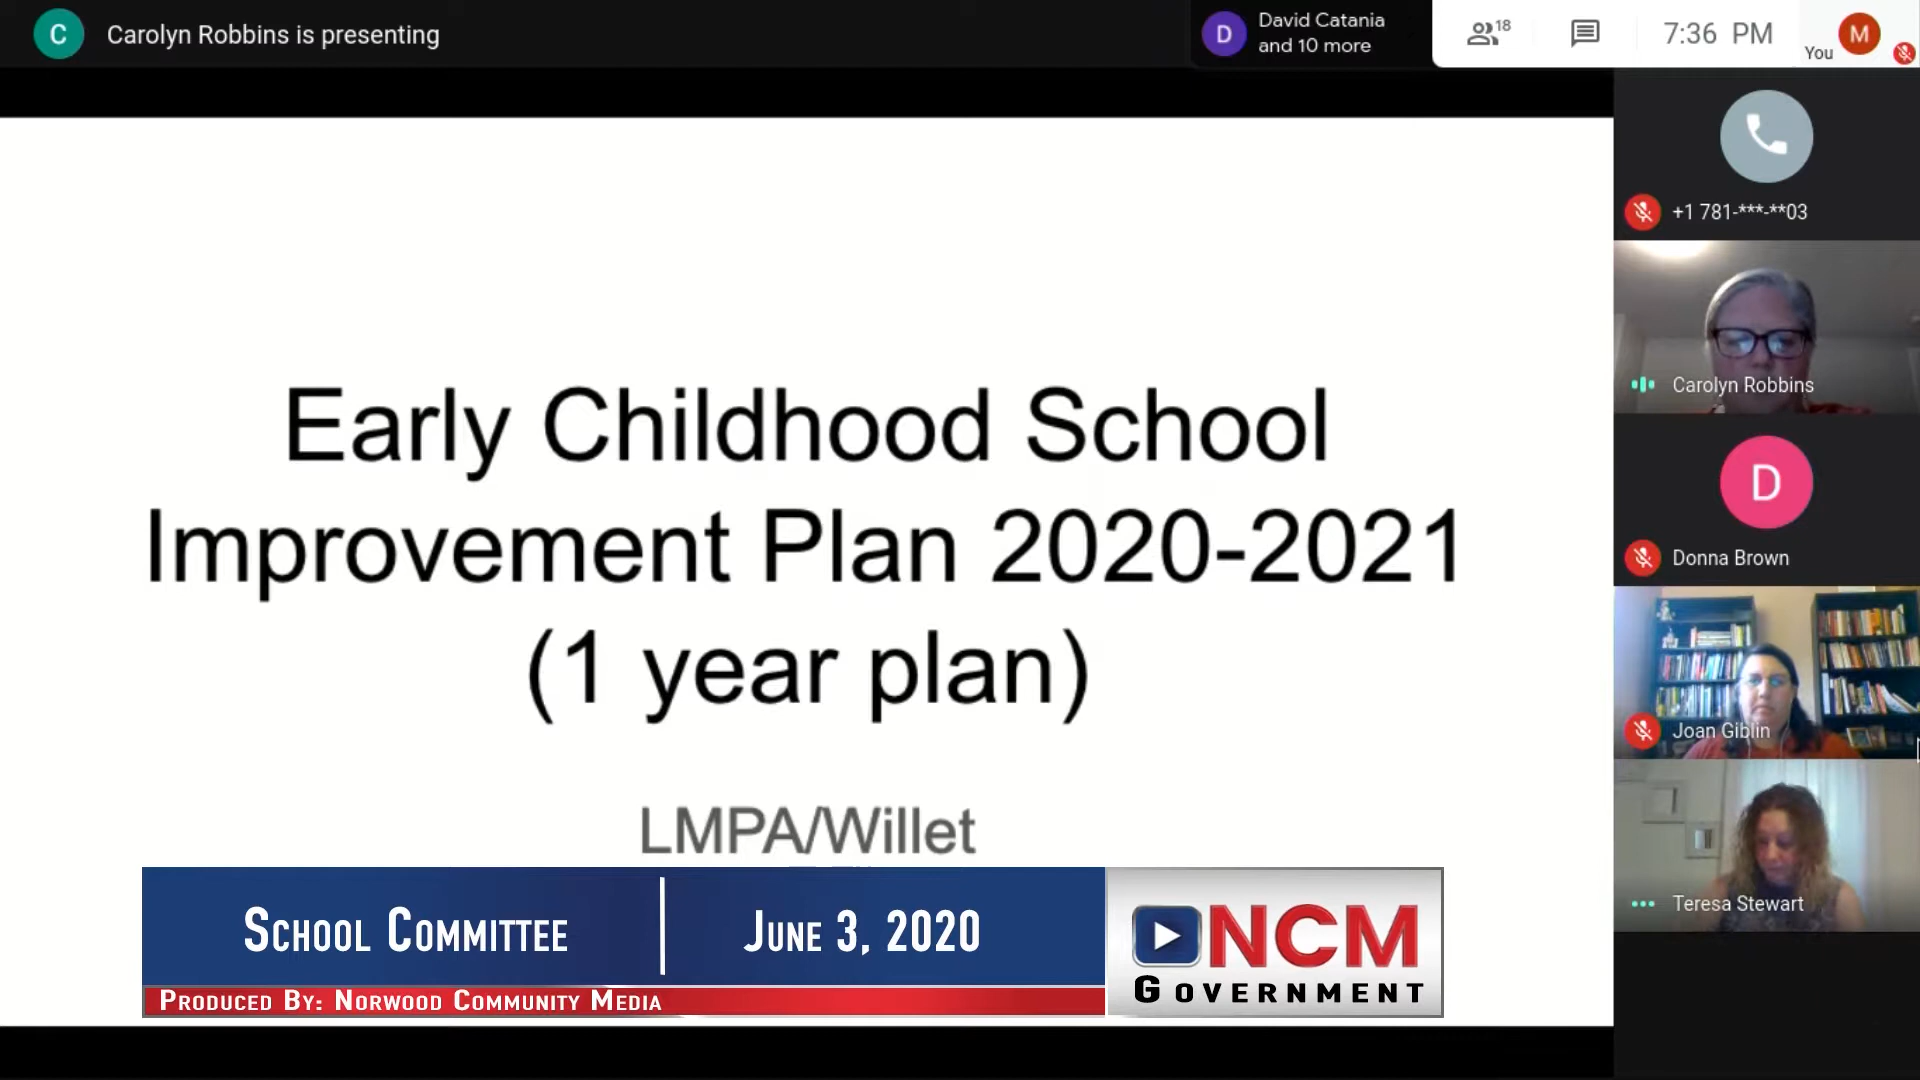 C
Carolyn Robbins is presenting
D
David Catania
and 10 more
18
7:36 PM
You
M
+1 781-***-**03
Carolyn Robbins
D
Donna Brown
Joan Giblin
Teresa Stewart
Early Childhood School
Improvement Plan 2020-2021
(1 year plan)
LMPA/Willet
School Committee
June 3, 2020
Produced By: Norwood Community Media
NCM
Government